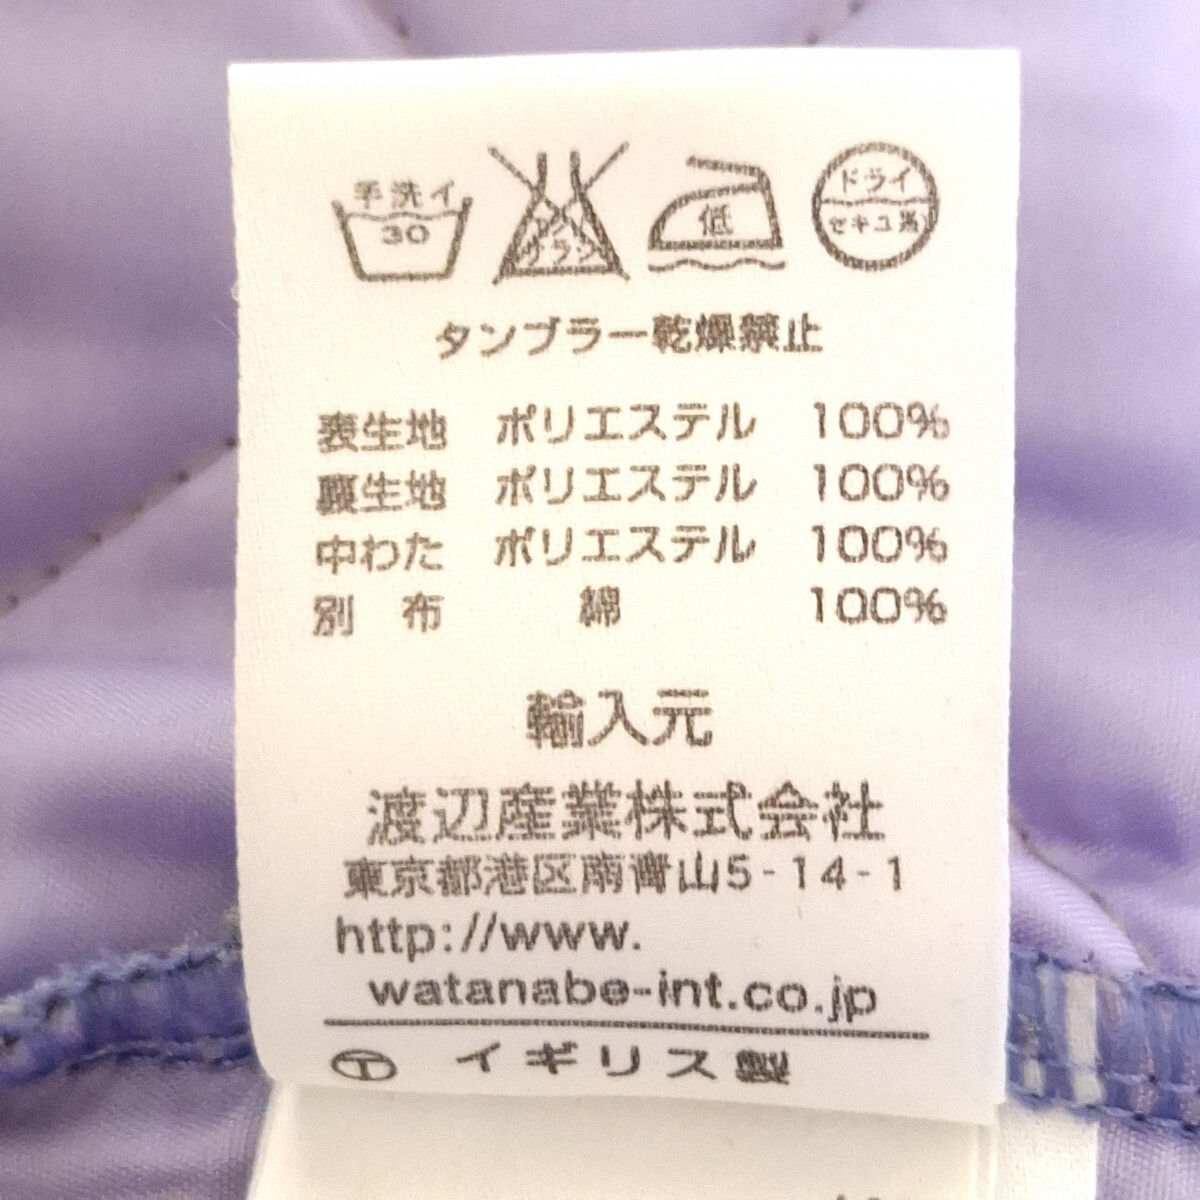 手洗イ 30 エンソ サラシ 低 ドライ セキユ系
タンブラー乾燥禁止
表生地 ポリエステル 100%
裏生地 ポリエステル 100%
中わた ポリエステル 100%
別布 綿 100%
輸入元
渡辺産業株式会社
東京都港区南青山5-14-1
http://www.
watanabe-int.co.jp
T イギリス製